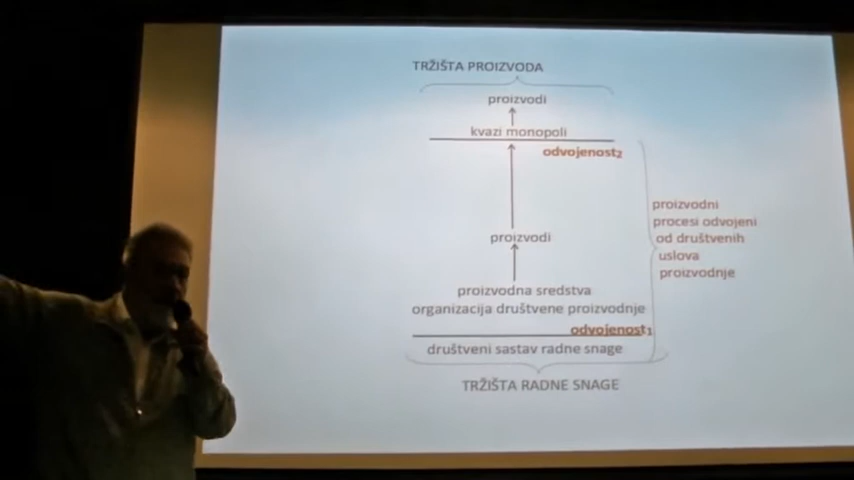 TRŽIŠTA PROIZVODA
proizvodi
kvazi monopoli
odvojenost2
proizvodi
proizvodna sredstva
organizacija društvene proizvodnje
odvojenost1
društveni sastav radne snage
TRŽIŠTA RADNE SNAGE
proizvodni
procesi odvojeni
od društvenih
uslova
proizvodnje